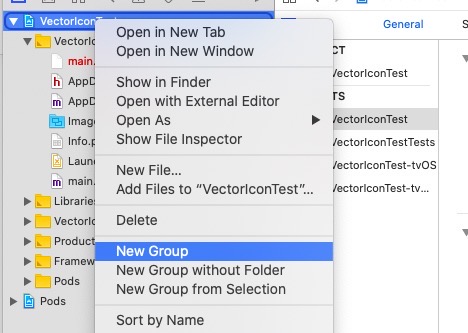 VectorIconTest
VectorIc
main.
AppD
AppD
Image
Info.p
Laun
main.
Libraries
VectorIc
Product
Framew
Pods
Pods
Open in New Tab
Open in New Window
Show in Finder
Open with External Editor
Open As
Show File Inspector
New File...
Add Files to “VectorIconTest”...
Delete
New Group
New Group without Folder
New Group from Selection
Sort by Name
General
S
CT
VectorIconTest
TS
VectorIconTest
VectorIconTestTests
VectorIconTest-tvOS
VectorIconTest-tv...